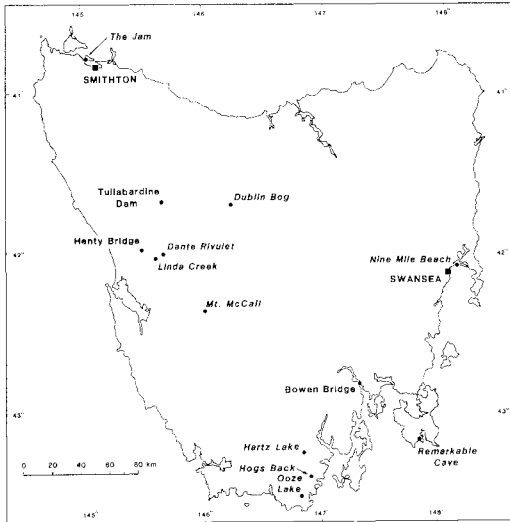 145°
146°
147°
148°
The Jam
SMITHTON
41°
41°
Tullabardine
Dam
Dublin Bog
Henty Bridge
Dante Rivulet
Linda Creek
42°
Nine Mile Beach
42°
SWANSEA
Mt. McCall
Bowen Bridge
43°
43°
Hartz Lake
Remarkable
Cave
Hogs Back
Ooze
Lake
0 20 40 60 80 km
145°
146°
147°
148°